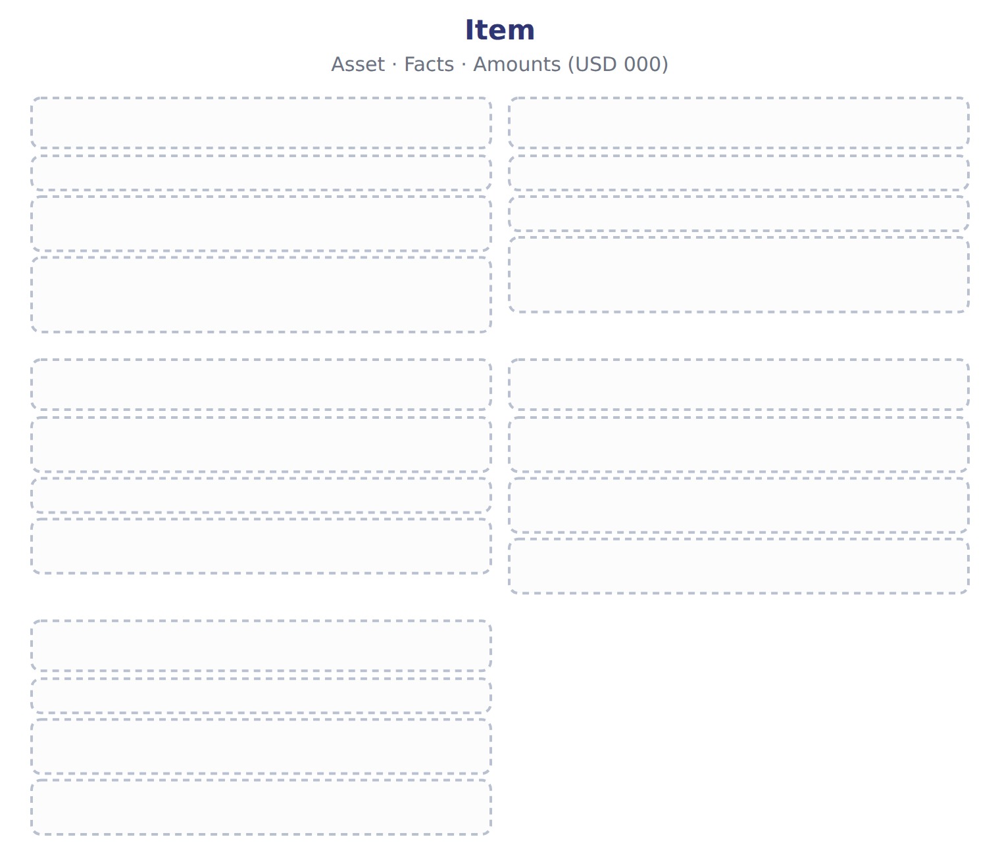 Item
Asset · Facts · Amounts (USD 000)